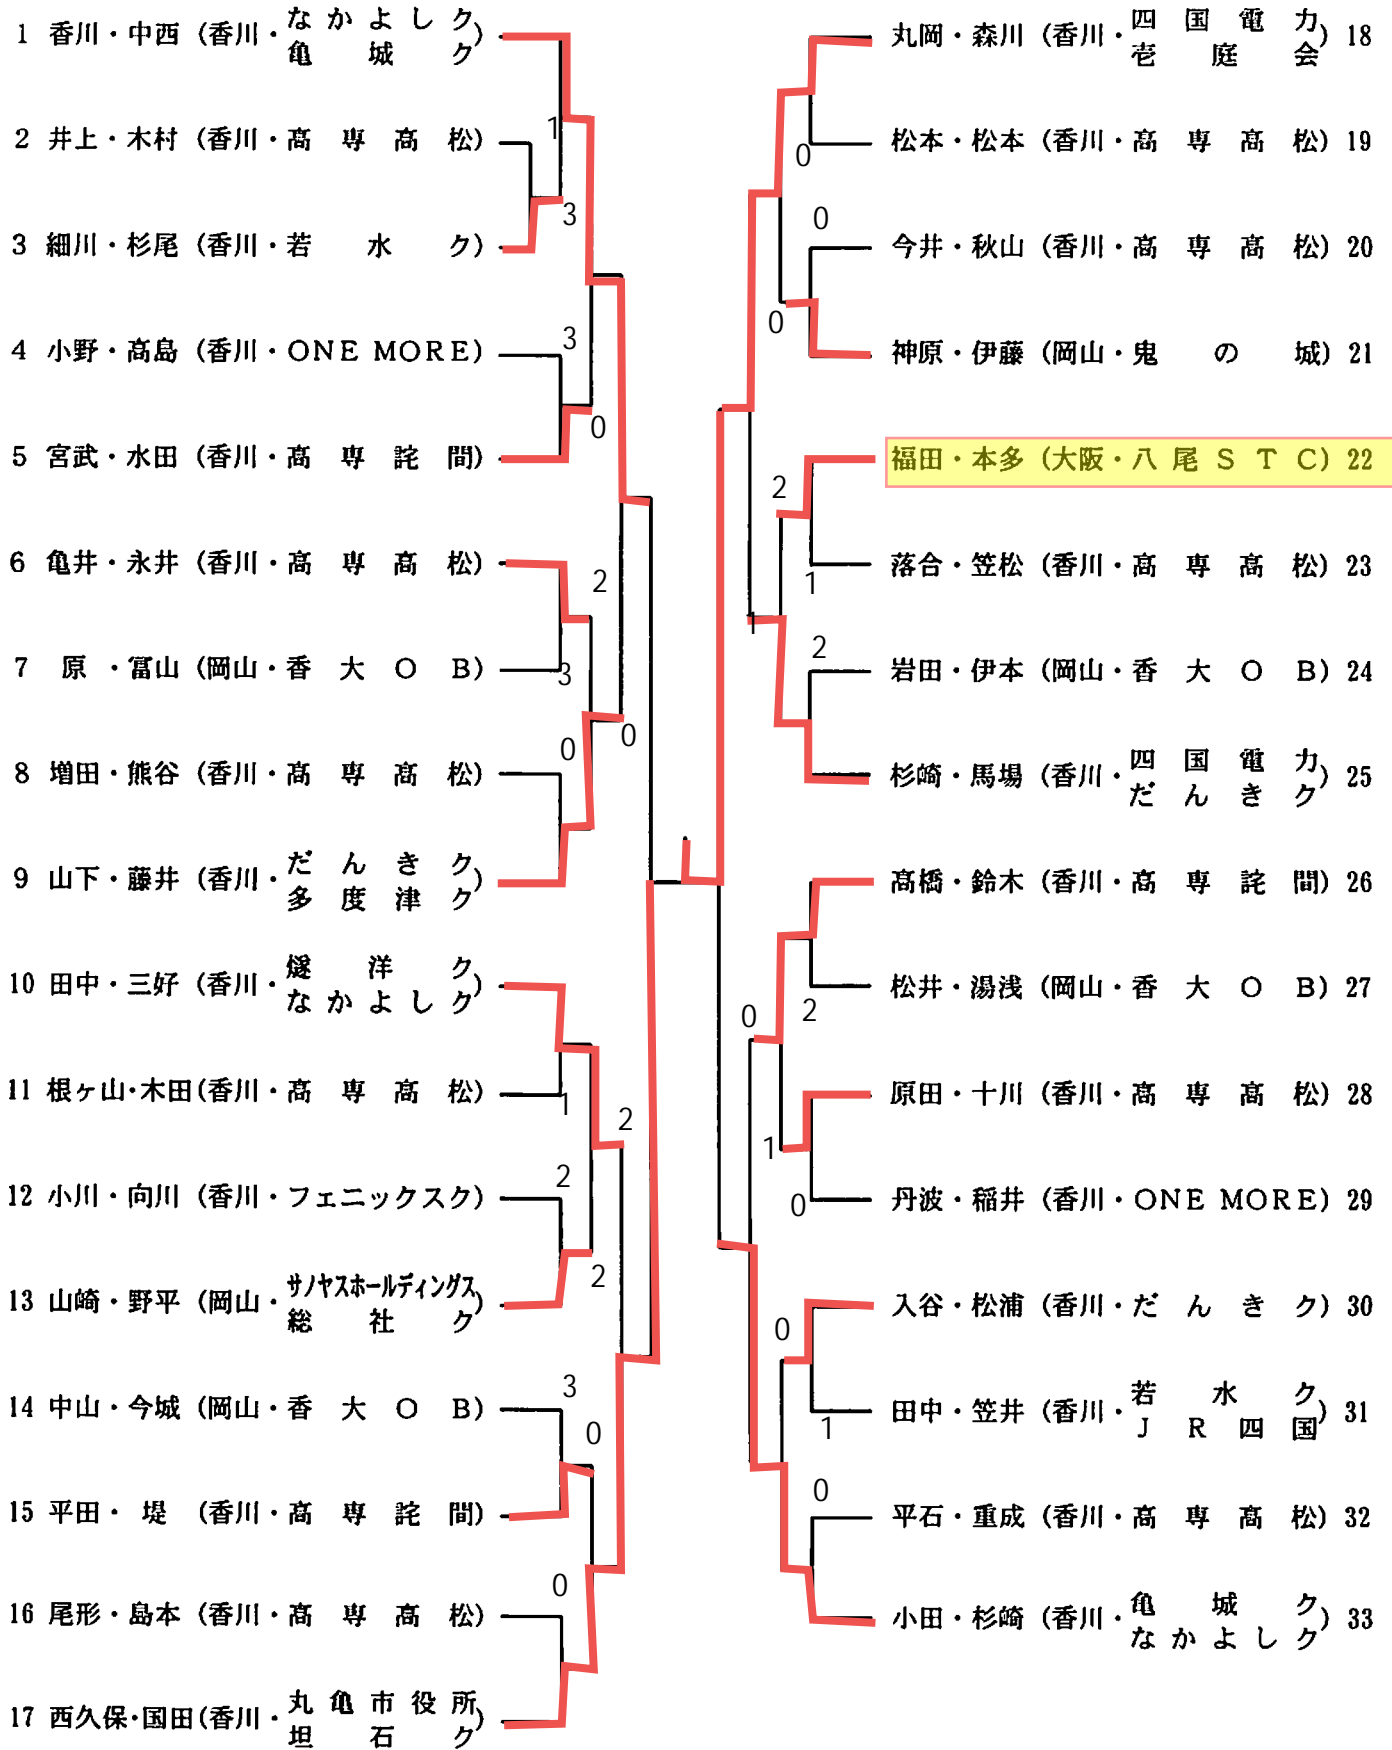 1 香川・中西 (香川・なかよしク
亀城ク)
1
2 井上・木村 (香川・高専高松)
3
3 細川・杉尾 (香川・若水ク)
3
4 小野・高島 (香川・ONE MORE)
0
5 宮武・水田 (香川・高専詫間)
6 亀井・永井 (香川・高専高松)
2
7 原・冨山 (岡山・香大OB)
3
0
0
8 増田・熊谷 (香川・高専高松)
9 山下・藤井 (香川・だんきク
多度津ク)
10 田中・三好 (香川・燧洋ク
なかよしク)
11 根ヶ山・木田 (香川・高専高松)
1
2
2
12 小川・向川 (香川・フェニックスク)
2
13 山崎・野平 (岡山・サノヤスホールディングス
総社ク)
3
14 中山・今城 (岡山・香大OB)
0
15 平田・堤 (香川・高専詫間)
0
16 尾形・島本 (香川・高専高松)
17 西久保・国田 (香川・丸亀市役所
垣石ク)
丸岡・森川 (香川・四国電力
壱庭会) 18
0
松本・松本 (香川・高専高松) 19
0
今井・秋山 (香川・高専高松) 20
0
神原・伊藤 (岡山・鬼の城) 21
福田・本多 (大阪・八尾STC) 22
2
落合・笠松 (香川・高専高松) 23
1
1
2
岩田・伊本 (岡山・香大OB) 24
杉崎・馬場 (香川・四国電力
だんきク) 25
高橋・鈴木 (香川・高専詫間) 26
松井・湯浅 (岡山・香大OB) 27
0
2
原田・十川 (香川・高専高松) 28
1
丹波・稲井 (香川・ONE MORE) 29
0
入谷・松浦 (香川・だんきク) 30
0
田中・笠井 (香川・若水ク
JR四国) 31
1
0
平石・重成 (香川・高専高松) 32
小田・杉崎 (香川・亀城ク
なかよしク) 33